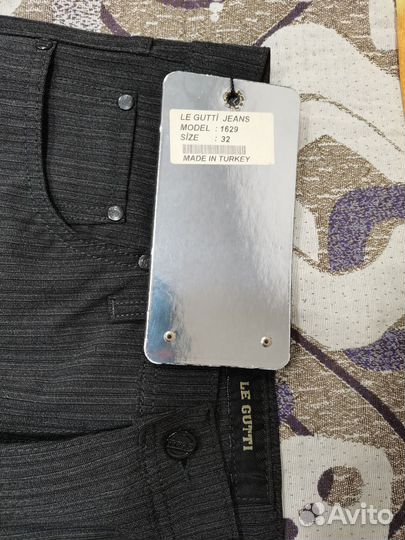 LE GUTTİ JEANS
MODEL : 1629
SİZE : 32
MADE IN TURKEY
LE GUTTI
Avito